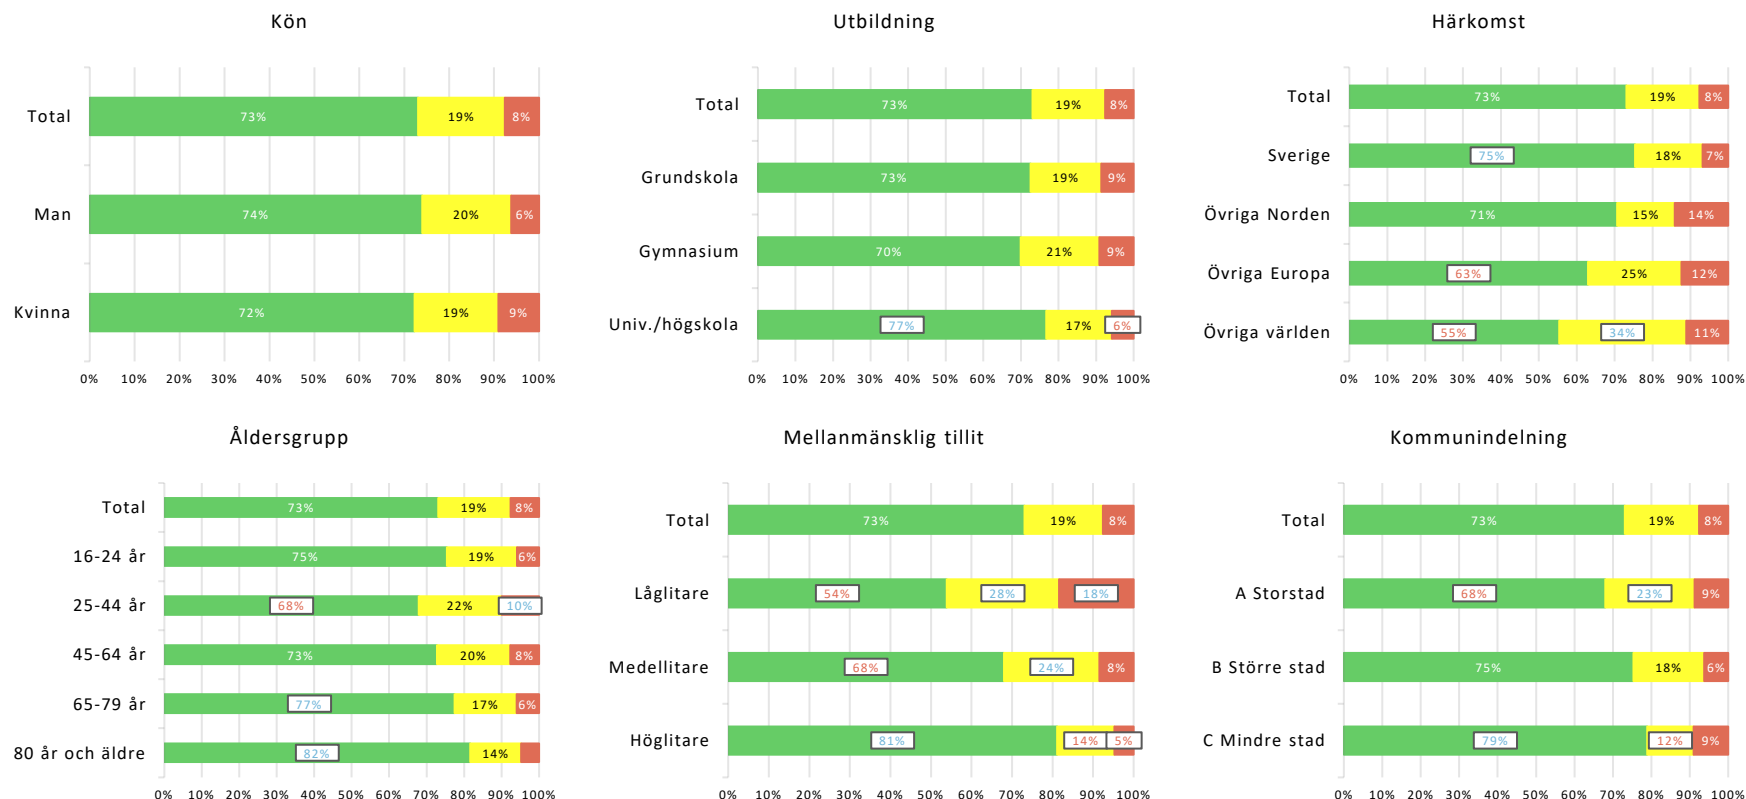 Kön
Total 73% 19% 8%
Man 74% 20% 6%
Kvinna 72% 19% 9%
0% 10% 20% 30% 40% 50% 60% 70% 80% 90% 100%
Utbildning
Total 73% 19% 8%
Grundskola 73% 19% 9%
Gymnasium 70% 21% 9%
Univ./högskola 77% 17% 6%
0% 10% 20% 30% 40% 50% 60% 70% 80% 90% 100%
Härkomst
Total 73% 19% 8%
Sverige 75% 18% 7%
Övriga Norden 71% 15% 14%
Övriga Europa 63% 25% 12%
Övriga världen 55% 34% 11%
0% 10% 20% 30% 40% 50% 60% 70% 80% 90% 100%
Åldersgrupp
Total 73% 19% 8%
16-24 år 75% 19% 6%
25-44 år 68% 22% 10%
45-64 år 73% 20% 8%
65-79 år 77% 17% 6%
80 år och äldre 82% 14%
0% 10% 20% 30% 40% 50% 60% 70% 80% 90% 100%
Mellanmänsklig tillit
Total 73% 19% 8%
Låglitare 54% 28% 18%
Medellitare 68% 24% 8%
Höglitare 81% 14% 5%
0% 10% 20% 30% 40% 50% 60% 70% 80% 90% 100%
Kommunindelning
Total 73% 19% 8%
A Storstad 68% 23% 9%
B Större stad 75% 18% 6%
C Mindre stad 79% 12% 9%
0% 10% 20% 30% 40% 50% 60% 70% 80% 90% 100%